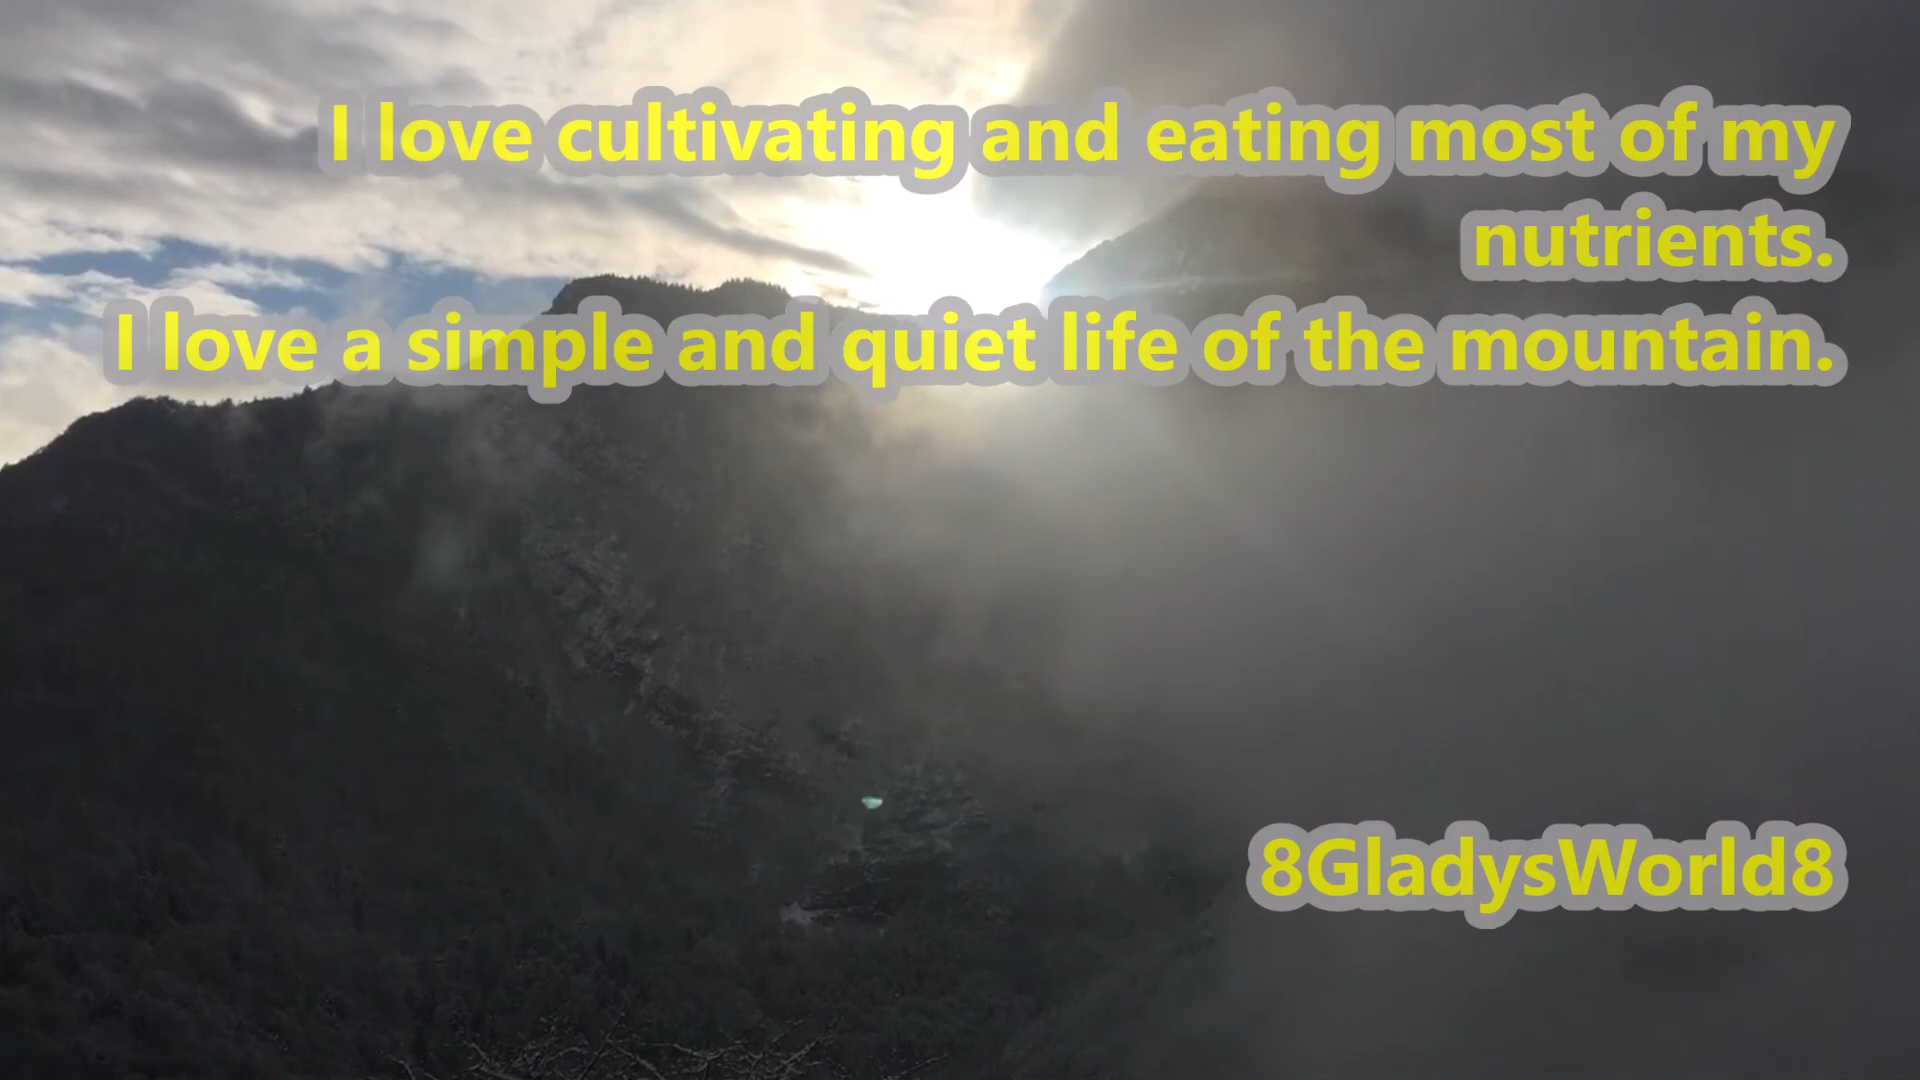 I love cultivating and eating most of my
nutrients.
I love a simple and quiet life of the mountain.
8GladysWorld8